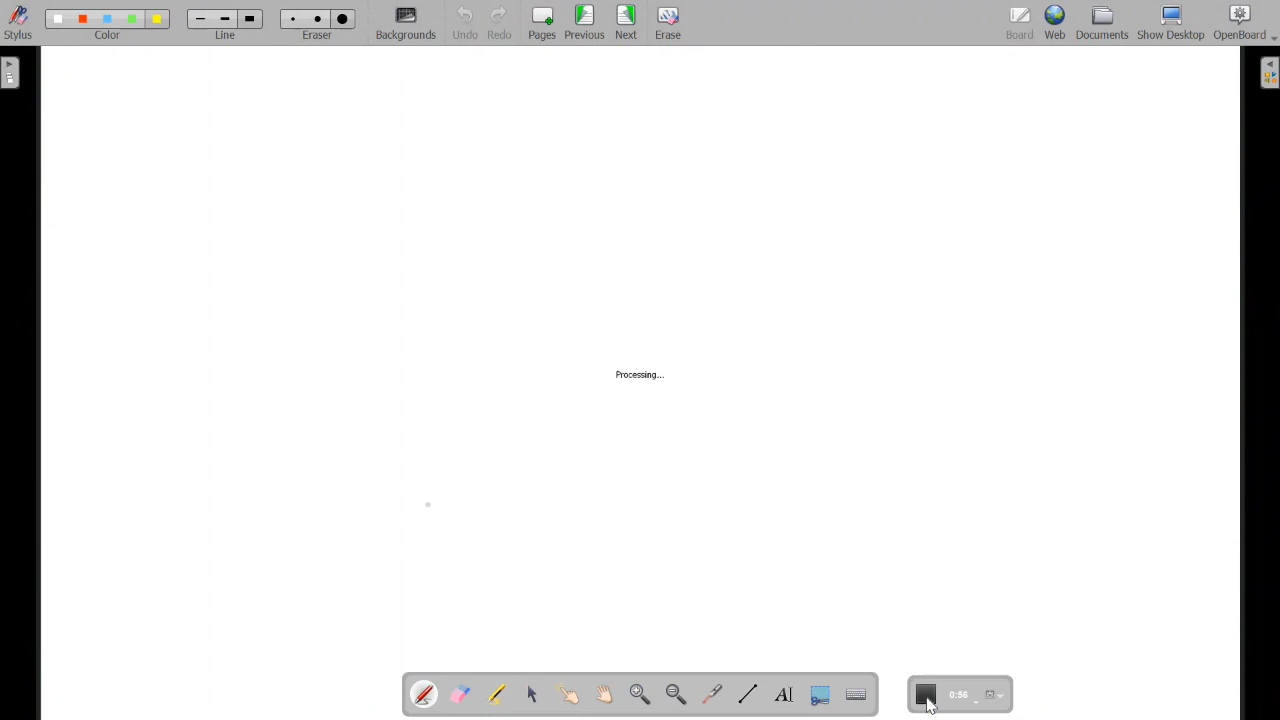 Stylus
Color
Line
Eraser
Backgrounds
Undo
Redo
Pages
Previous
Next
Erase
Board
Web
Documents
Show Desktop
OpenBoard
Processing...
AI
0:56